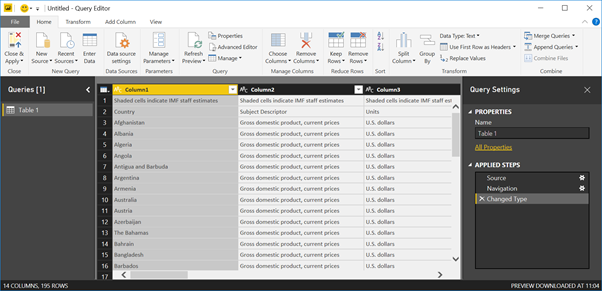 Untitled - Query Editor
File Home Transform Add Column View
Close & Apply New Source Recent Sources Enter Data Data source settings Manage Parameters Refresh Preview Properties Advanced Editor Manage Choose Columns Remove Columns Keep Rows Remove Rows Split Column Group By Data Type: Text Use First Row as Headers Replace Values Merge Queries Append Queries Combine Files
Close New Query Data Sources Parameters Query Manage Columns Reduce Rows Sort Transform Combine
Queries [1]
Table 1
Column1 Column2 Column3
1 Shaded cells indicate IMF staff estimates Shaded cells indicate IMF staff estimates Shaded cells indicate IMF staff est
2 Country Subject Descriptor Units
3 Afghanistan Gross domestic product, current prices U.S. dollars
4 Albania Gross domestic product, current prices U.S. dollars
5 Algeria Gross domestic product, current prices U.S. dollars
6 Angola Gross domestic product, current prices U.S. dollars
7 Antigua and Barbuda Gross domestic product, current prices U.S. dollars
8 Argentina Gross domestic product, current prices U.S. dollars
9 Armenia Gross domestic product, current prices U.S. dollars
10 Australia Gross domestic product, current prices U.S. dollars
11 Austria Gross domestic product, current prices U.S. dollars
12 Azerbaijan Gross domestic product, current prices U.S. dollars
13 The Bahamas Gross domestic product, current prices U.S. dollars
14 Bahrain Gross domestic product, current prices U.S. dollars
15 Bangladesh Gross domestic product, current prices U.S. dollars
16 Barbados Gross domestic product, current prices U.S. dollars
17
Query Settings
PROPERTIES
Name
Table 1
All Properties
APPLIED STEPS
Source
Navigation
Changed Type
14 COLUMNS, 195 ROWS PREVIEW DOWNLOADED AT 11:04